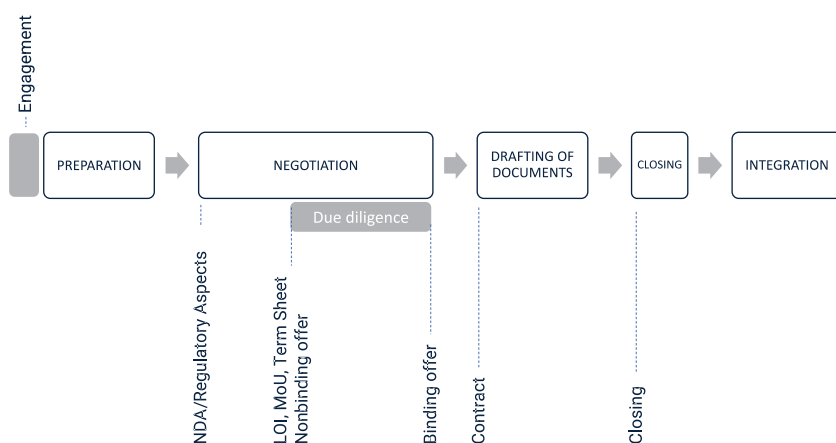 Engagement
PREPARATION
NEGOTIATION
DRAFTING OF
DOCUMENTS
CLOSING
INTEGRATION
Due diligence
NDA/Regulatory Aspects
LOI, MoU, Term Sheet
Nonbinding offer
Binding offer
Contract
Closing